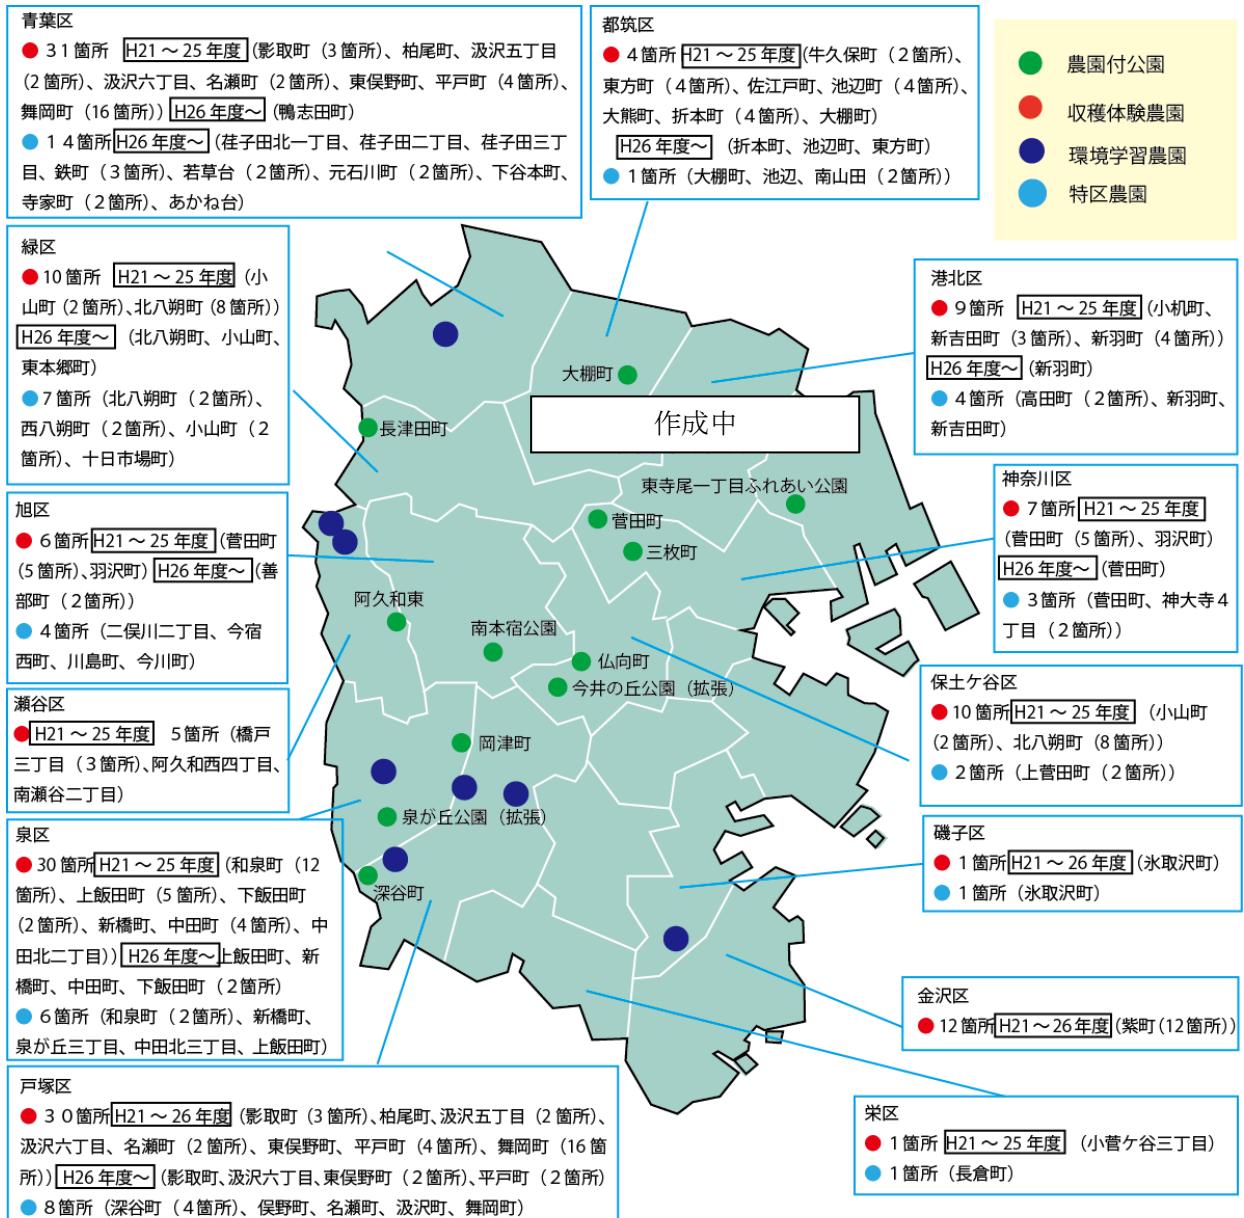 青葉区
31箇所 H21～25年度(影取町（3箇所）、柏尾町、汲沢五丁目
(2箇所）、汲沢六丁目、名瀬町（2箇所）、東俣野町、平戸町（4箇所）、
舞岡町（16箇所）) H26年度～（鴨志田町）
14箇所 H26年度～（荏子田北一丁目、荏子田二丁目、荏子田三丁
目、鉄町（3箇所）、若草台（2箇所）、元石川町（2箇所）、下谷本町、
寺家町（2箇所）、あかね台）
都筑区
4箇所 H21～25年度(牛久保町（2箇所）、
東方町（4箇所）、佐江戸町、池辺町（4箇所）、
大熊町、折本町（4箇所）、大棚町）
H26年度～（折本町、池辺町、東方町）
1箇所（大棚町、池辺、南山田（2箇所））
農園付公園
収穫体験農園
環境学習農園
特区農園
緑区
10箇所 H21～25年度（小
山町（2箇所）、北八朔町（8箇所））
H26年度～（北八朔町、小山町、
東本郷町）
7箇所（北八朔町（2箇所）、
西八朔町（2箇所）、小山町（2
箇所）、十日市場町）
港北区
9箇所 H21～25年度（小机町、
新吉田町（3箇所）、新羽町（4箇所））
H26年度～（新羽町）
4箇所（高田町（2箇所）、新羽町、
新吉田町）
大棚町
作成中
長津田町
東寺尾一丁目ふれあい公園
菅田町
三枚町
旭区
6箇所 H21～25年度（菅田町
（5箇所）、羽沢町）H26年度～（善
部町（2箇所））
4箇所（二俣川二丁目、今宿
西町、川島町、今川町）
神奈川区
7箇所 H21～25年度
（菅田町（5箇所）、羽沢町）
H26年度～（菅田町）
3箇所（菅田町、神大寺4
丁目（2箇所））
阿久和東
南本宿公園
仏向町
今井の丘公園（拡張）
瀬谷区
H21～25年度 5箇所（橋戸
三丁目（3箇所）、阿久和西四丁目、
南瀬谷二丁目）
保土ケ谷区
10箇所 H21～25年度（小山町
（2箇所）、北八朔町（8箇所））
2箇所（上菅田町（2箇所））
岡津町
泉が丘公園（拡張）
深谷町
泉区
30箇所 H21～25年度（和泉町（12
箇所）、上飯田町（5箇所）、下飯田町
（2箇所）、新橋町、中田町（4箇所）、中
田北二丁目）) H26年度～上飯田町、新
橋町、中田町、下飯田町（2箇所）
6箇所（和泉町（2箇所）、新橋町、
泉が丘三丁目、中田北三丁目、上飯田町）
磯子区
1箇所 H21～26年度（氷取沢町）
1箇所（氷取沢町）
金沢区
12箇所 H21～26年度（紫町（12箇所））
戸塚区
30箇所 H21～26年度（影取町（3箇所）、柏尾町、汲沢五丁目（2箇所）、
汲沢六丁目、名瀬町（2箇所）、東俣野町、平戸町（4箇所）、舞岡町（16箇
所）) H26年度～（影取町、汲沢六丁目、東俣野町（2箇所）、平戸町（2箇所）
8箇所（深谷町（4箇所）、俣野町、名瀬町、汲沢町、舞岡町）
栄区
1箇所 H21～25年度（小菅ケ谷三丁目）
1箇所（長倉町）